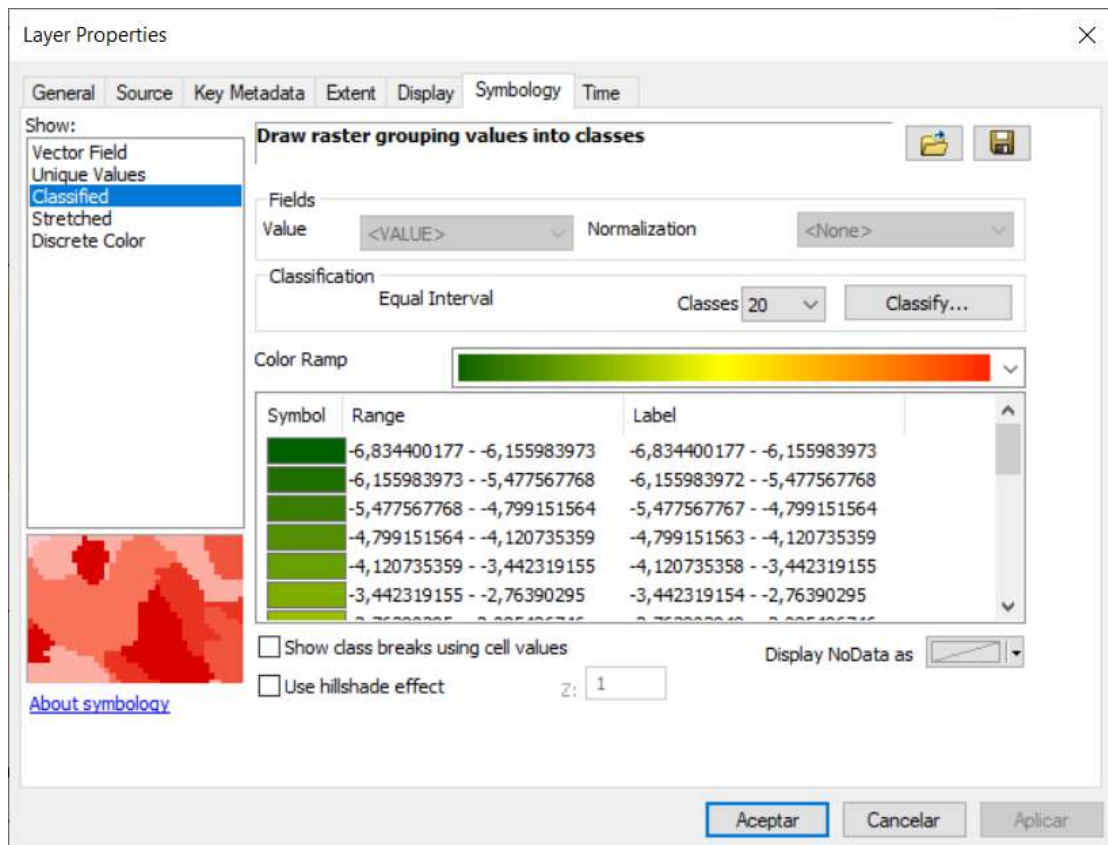 Layer Properties
General Source Key Metadata Extent Display Symbology Time
Show:
Vector Field
Unique Values
Classified
Stretched
Discrete Color
About symbology
Draw raster grouping values into classes
Fields
Value <VALUE> Normalization <None>
Classification
Equal Interval Classes 20 Classify...
Color Ramp
Symbol Range Label
-6,834400177 - -6,155983973 -6,834400177 - -6,155983973
-6,155983973 - -5,477567768 -6,155983972 - -5,477567768
-5,477567768 - -4,799151564 -5,477567767 - -4,799151564
-4,799151564 - -4,120735359 -4,799151563 - -4,120735359
-4,120735359 - -3,442319155 -4,120735358 - -3,442319155
-3,442319155 - -2,76390295 -3,442319154 - -2,76390295
Show class breaks using cell values Display NoData as
Use hillshade effect Z: 1
Aceptar Cancelar Aplicar